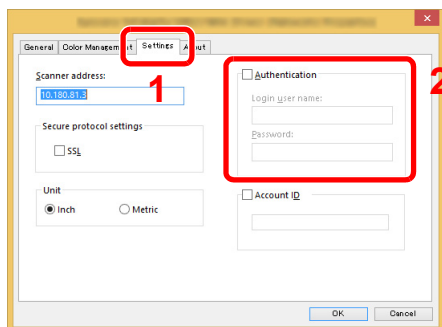 General Color Management Settings About
1
2
Scanner address:
10.180.81.3
Secure protocol settings
SSL
Unit
Inch Metric
Authentication
Login user name:
Password:
Account ID
OK Cancel